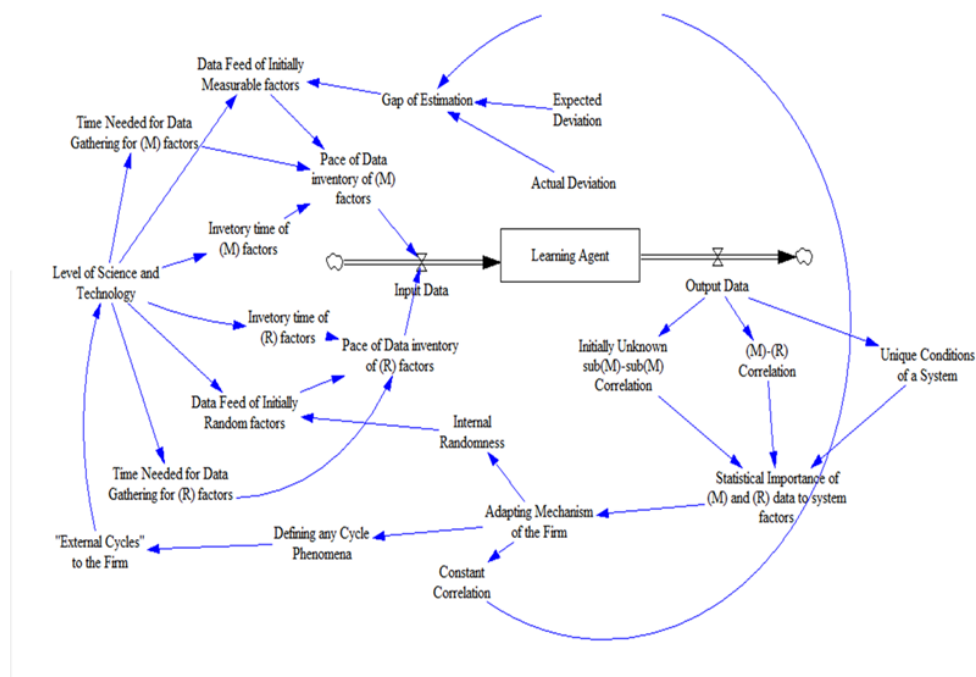 Data Feed of Initially
Measurable factors
Gap of Estimation
Expected
Deviation
Time Needed for Data
Gathering for (M) factors
Pace of Data
inventory of (M)
factors
Actual Deviation
Invetory time of
(M) factors
Learning Agent
Level of Science and
Technology
Input Data
Output Data
Invetory time of
(R) factors
Pace of Data inventory
of (R) factors
Initially Unknown
sub(M)-sub(M)
Correlation
(M)-(R)
Correlation
Unique Conditions
of a System
Data Feed of Initially
Random factors
Internal
Randomness
Time Needed for Data
Gathering for (R) factors
Statistical Importance of
(M) and (R) data to system
factors
Adapting Mechanism
of the Firm
"External Cycles"
to the Firm
Defining any Cycle
Phenomena
Constant
Correlation